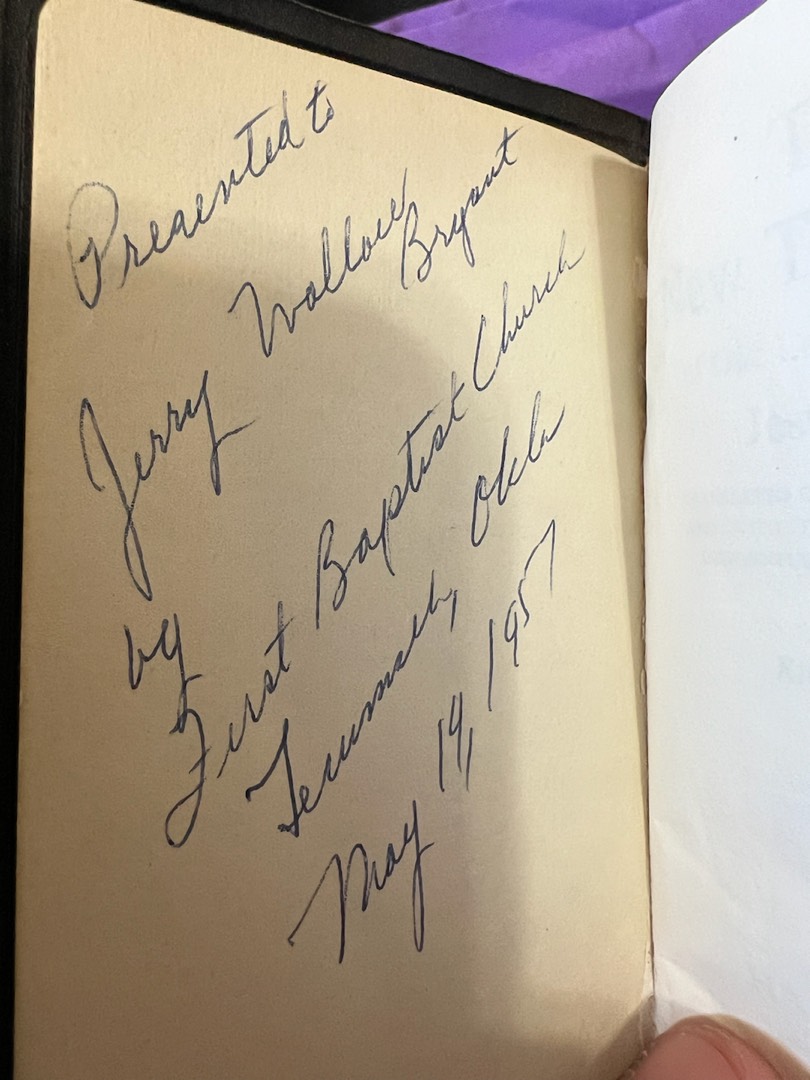 Presented to
Jerry Wallace Bryant
by
First Baptist Church
Tecumseh, Okla
May 14, 1957